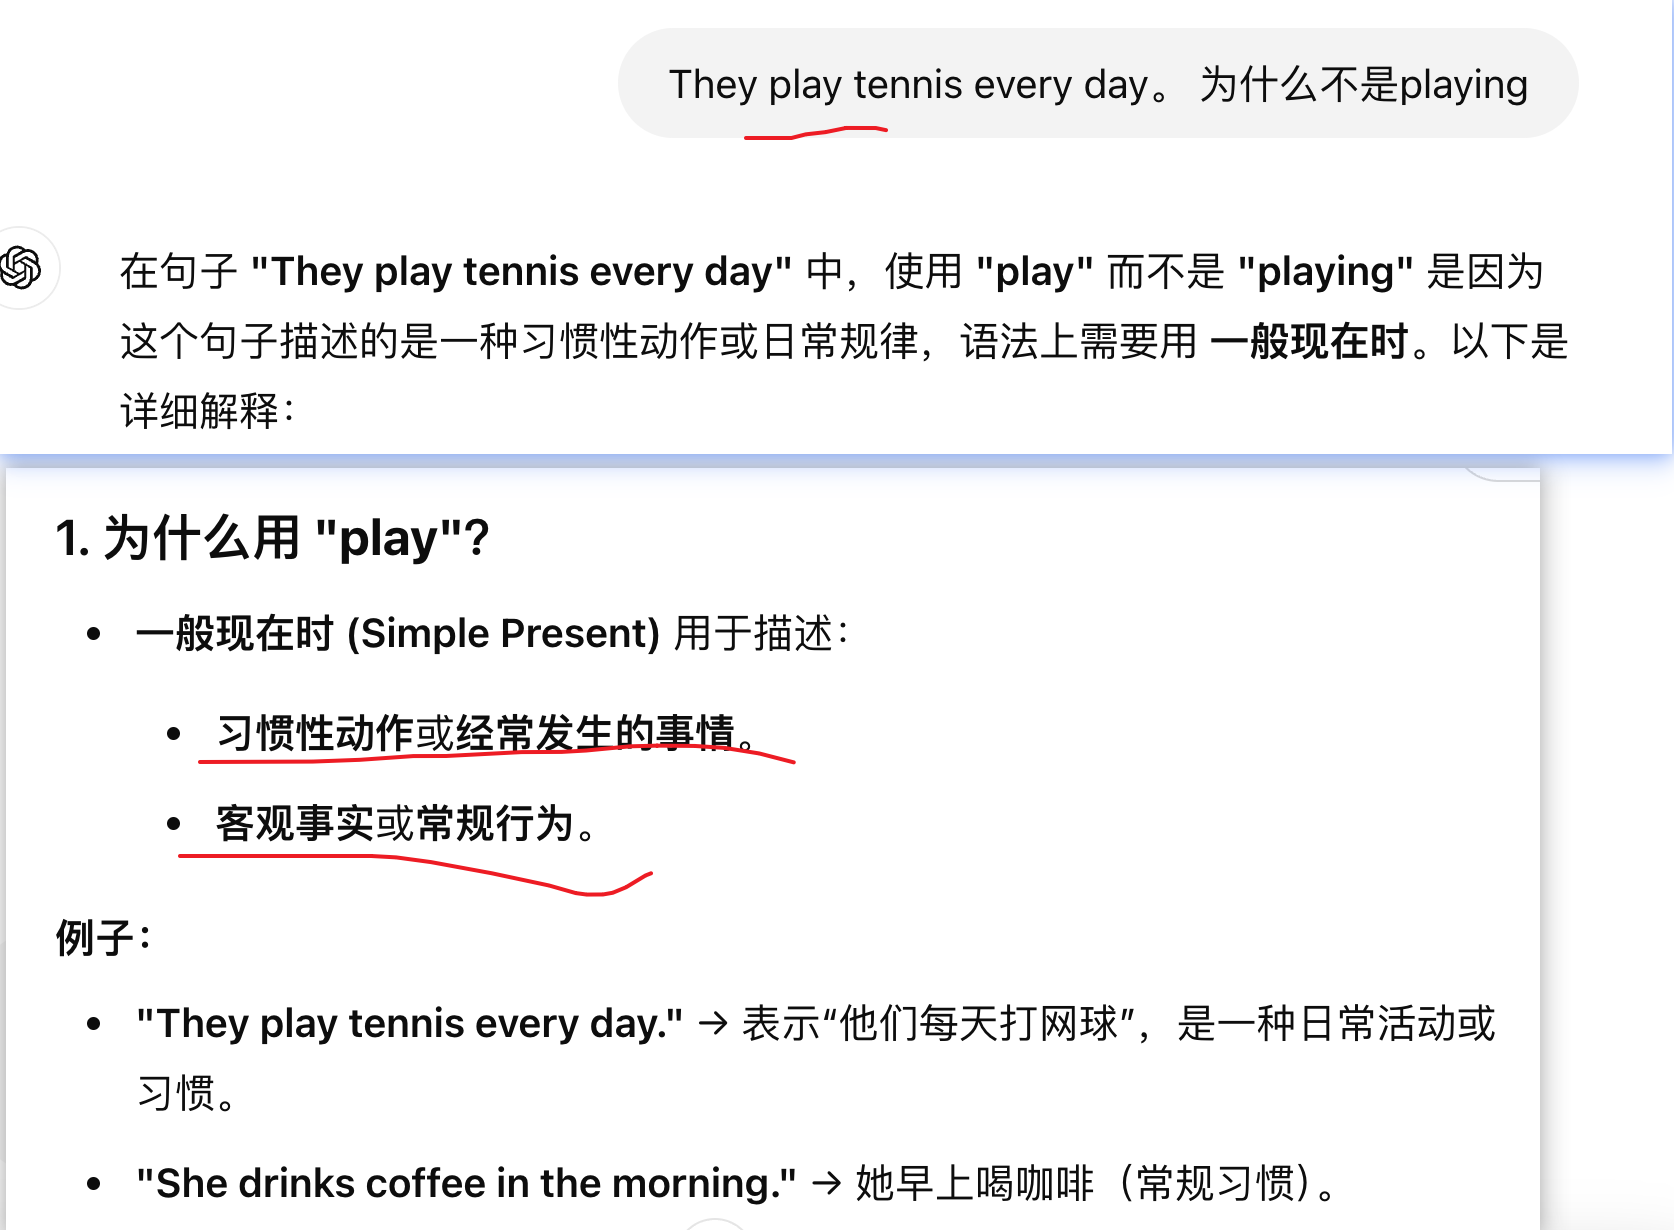 They play tennis every day。 为什么不是playing
在句子 "They play tennis every day" 中，使用 "play" 而不是 "playing" 是因为
这个句子描述的是一种习惯性动作或日常规律，语法上需要用 一般现在时。以下是
详细解释：
1. 为什么用 "play"?
• 一般现在时 (Simple Present) 用于描述：
• 习惯性动作或经常发生的事情。
• 客观事实或常规行为。
例子：
• "They play tennis every day." → 表示“他们每天打网球”，是一种日常活动或
习惯。
• "She drinks coffee in the morning." → 她早上喝咖啡（常规习惯）。